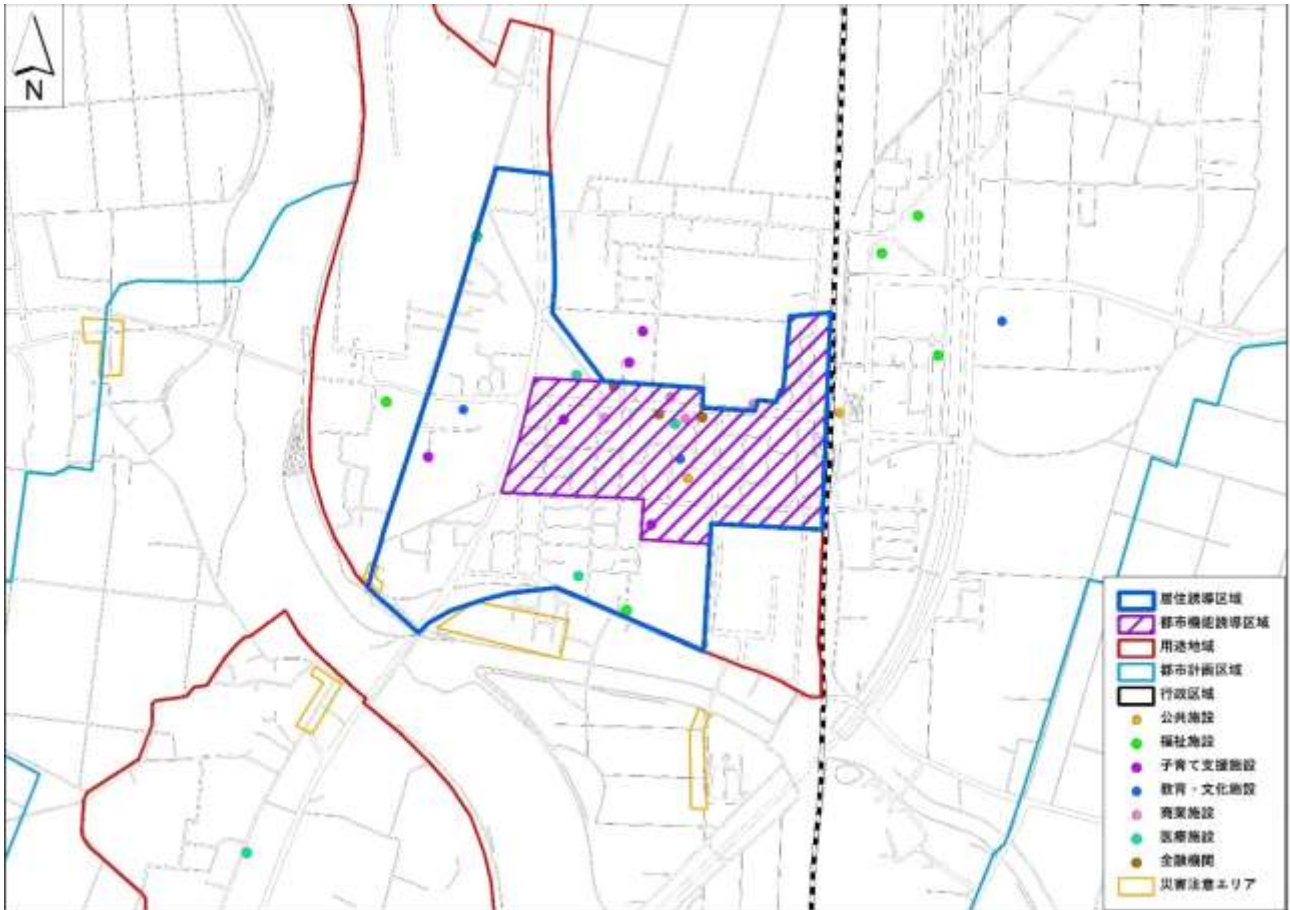 N
居住誘導区域
都市機能誘導区域
用途地域
都市計画区域
行政区域
公共施設
福祉施設
子育て支援施設
教育・文化施設
商業施設
医療施設
金融機関
災害注意エリア